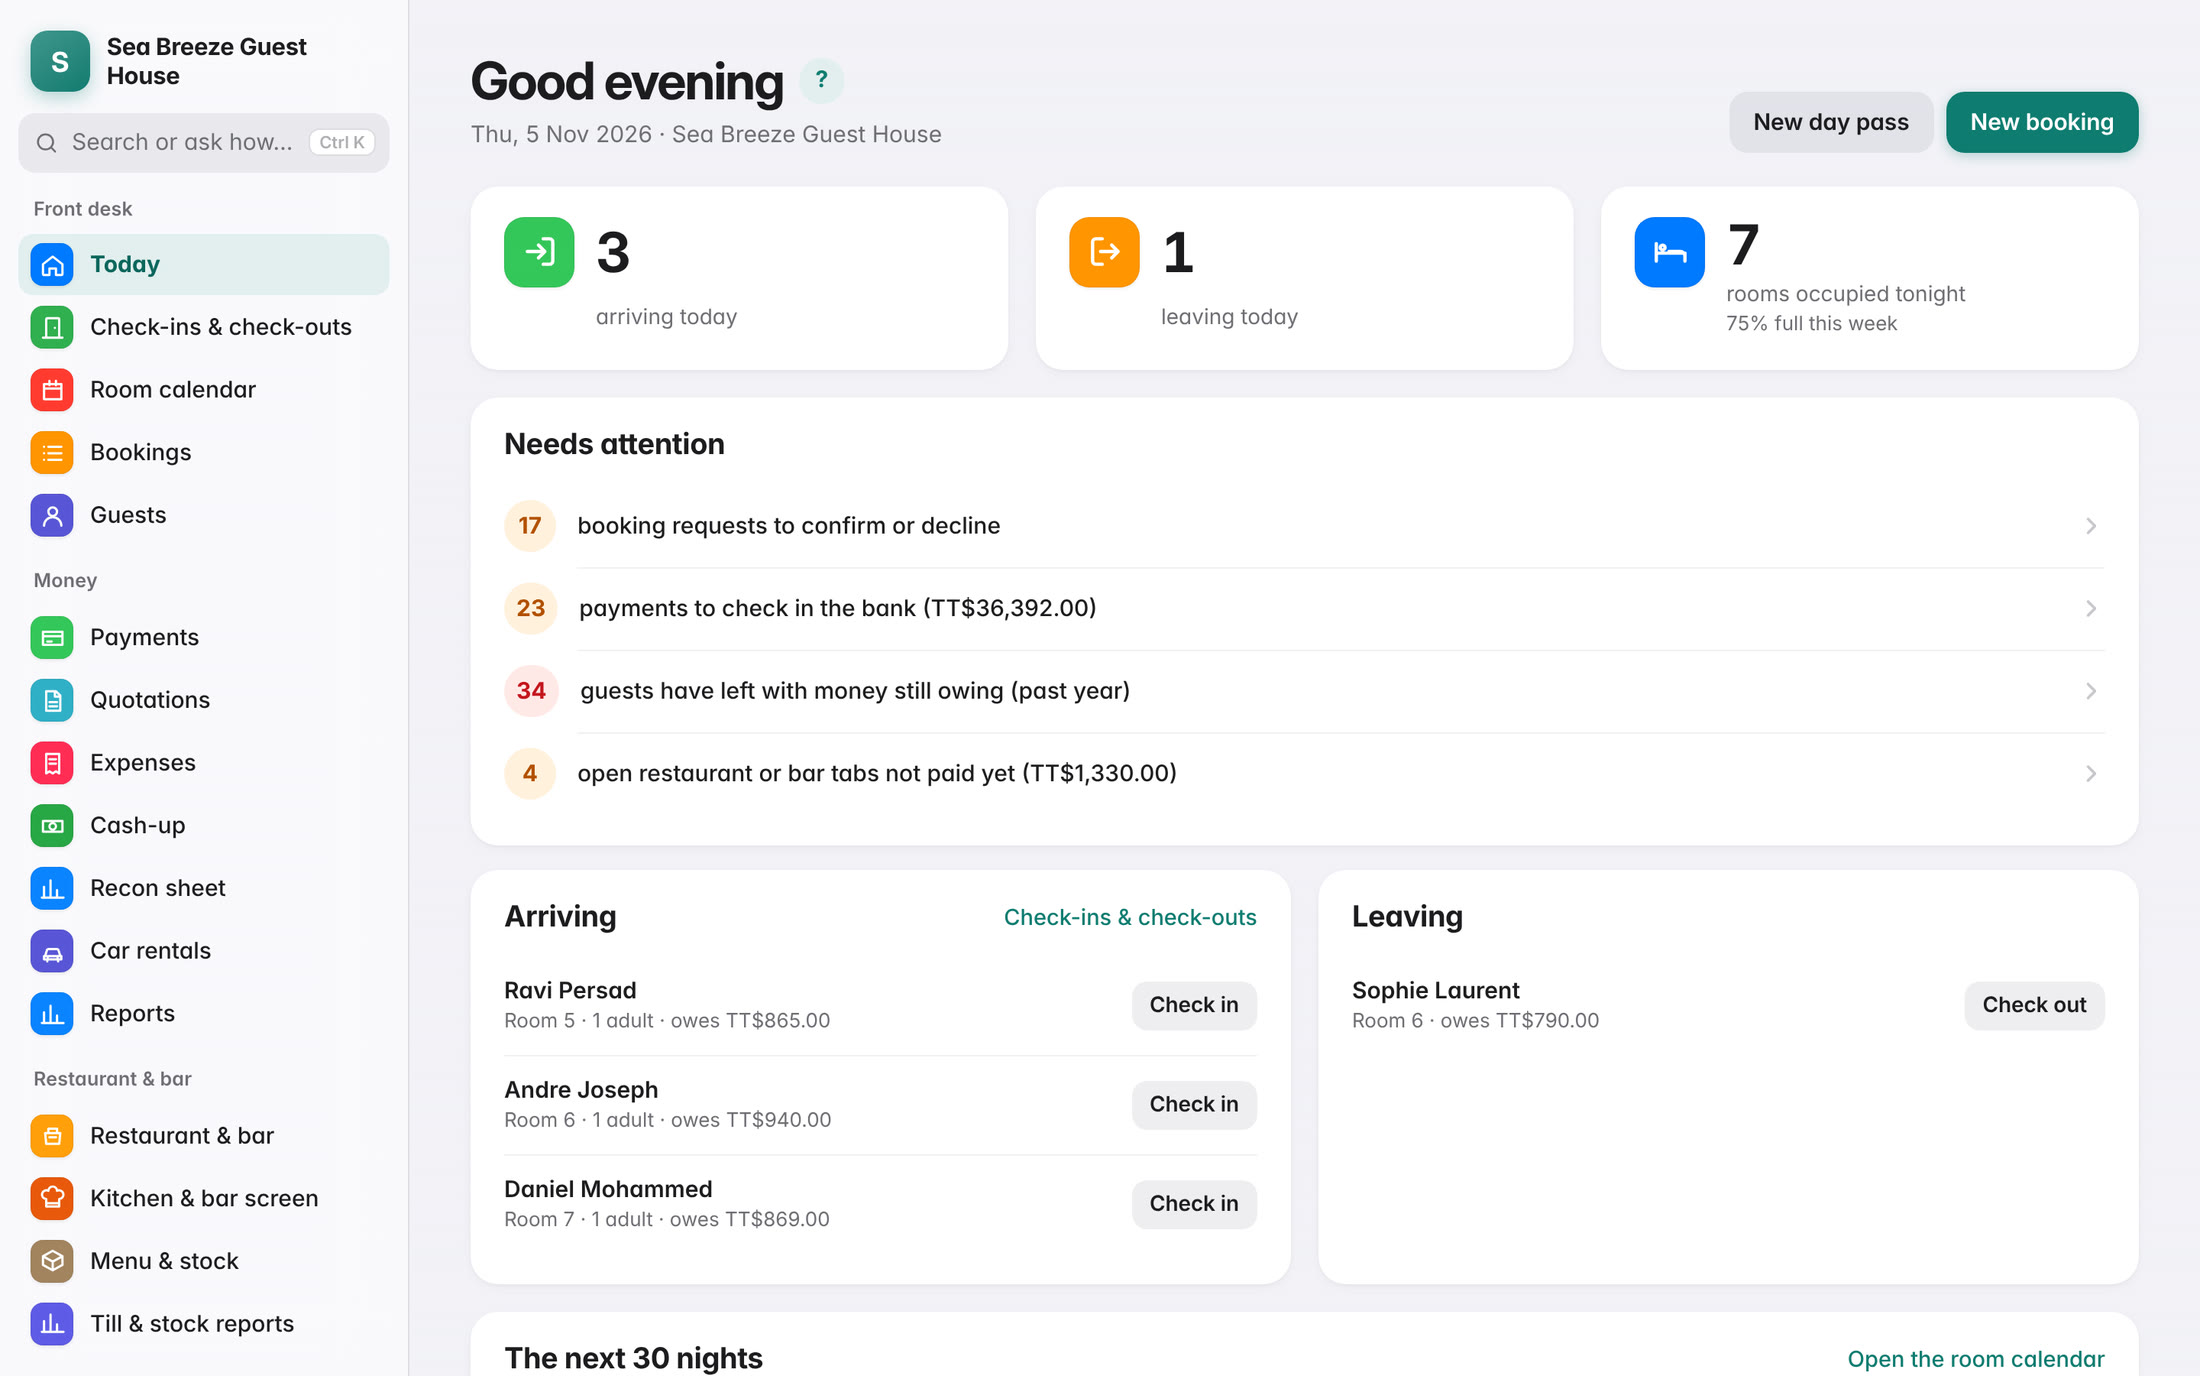 S
Sea Breeze Guest
House
Search or ask how...
Ctrl K
Front desk
Today
Check-ins & check-outs
Room calendar
Bookings
Guests
Money
Payments
Quotations
Expenses
Cash-up
Recon sheet
Car rentals
Reports
Restaurant & bar
Restaurant & bar
Kitchen & bar screen
Menu & stock
Till & stock reports
Good evening ?
Thu, 5 Nov 2026 · Sea Breeze Guest House
New day pass
New booking
3
arriving today
1
leaving today
7
rooms occupied tonight
75% full this week
Needs attention
17 booking requests to confirm or decline
23 payments to check in the bank (TT$36,392.00)
34 guests have left with money still owing (past year)
4 open restaurant or bar tabs not paid yet (TT$1,330.00)
Arriving
Check-ins & check-outs
Ravi Persad
Room 5 · 1 adult · owes TT$865.00
Check in
Andre Joseph
Room 6 · 1 adult · owes TT$940.00
Check in
Daniel Mohammed
Room 7 · 1 adult · owes TT$869.00
Check in
Leaving
Sophie Laurent
Room 6 · owes TT$790.00
Check out
The next 30 nights
Open the room calendar